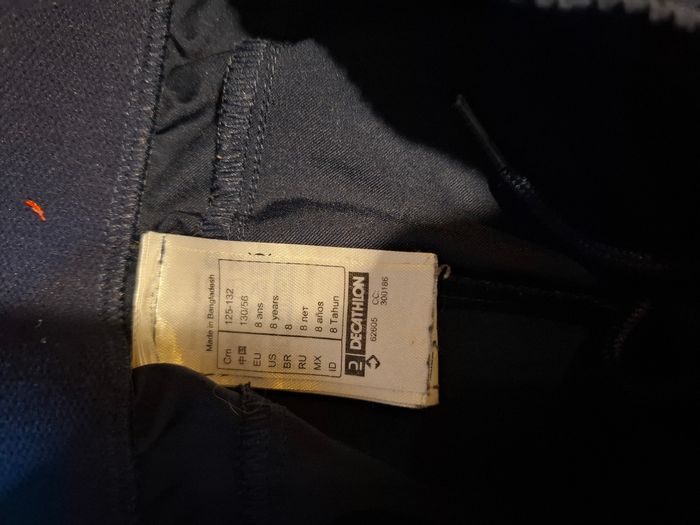 Made in Bangladesh
Cm 125-132
中国 130/56
EU 8 ans
US 8 years
BR 8
RU 8 лет
MX 8 años
ID 8 Tahun
DECATHLON
62605 CC:
300186